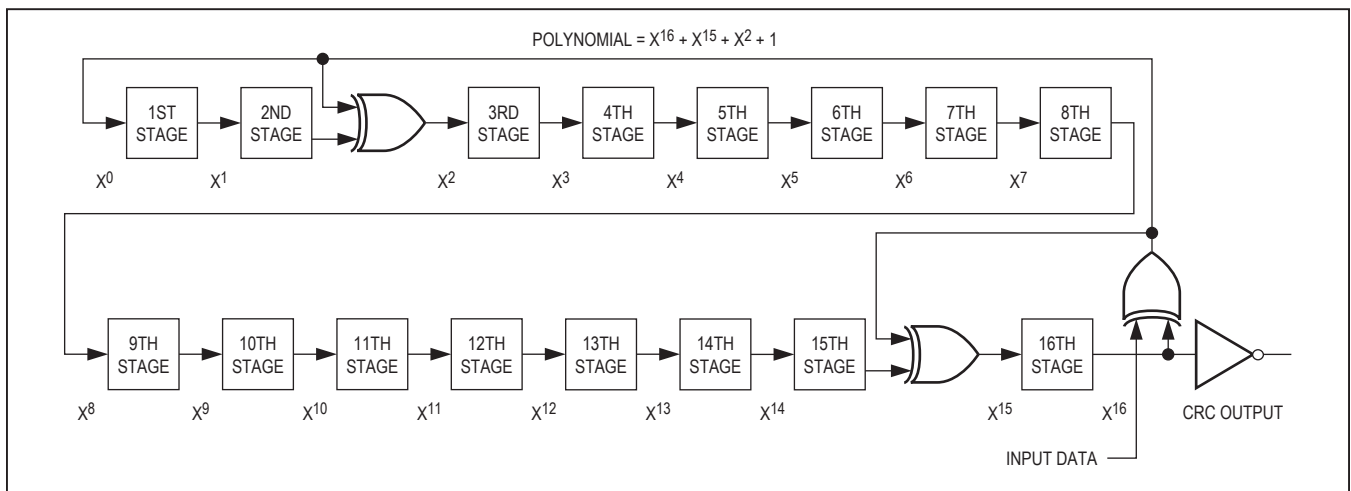 POLYNOMIAL = X¹⁶ + X¹⁵ + X² + 1
1ST
STAGE
2ND
STAGE
3RD
STAGE
4TH
STAGE
5TH
STAGE
6TH
STAGE
7TH
STAGE
8TH
STAGE
X⁰
X¹
X²
X³
X⁴
X⁵
X⁶
X⁷
9TH
STAGE
10TH
STAGE
11TH
STAGE
12TH
STAGE
13TH
STAGE
14TH
STAGE
15TH
STAGE
16TH
STAGE
X⁸
X⁹
X¹⁰
X¹¹
X¹²
X¹³
X¹⁴
X¹⁵
X¹⁶
CRC OUTPUT
INPUT DATA